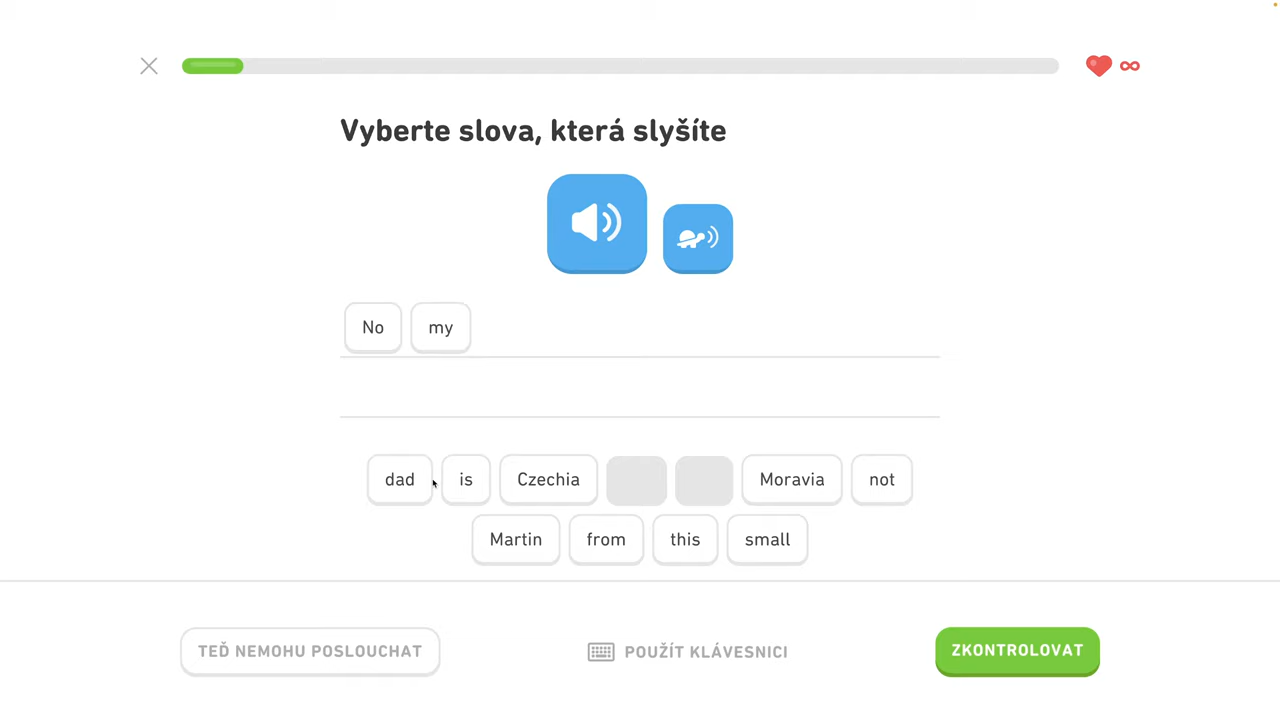 Vyberte slova, která slyšíte
No my
dad is Czechia Moravia not
Martin from this small
TEĎ NEMOHU POSLOUCHAT POUŽÍT KLÁVESNICI ZKONTROLOVAT